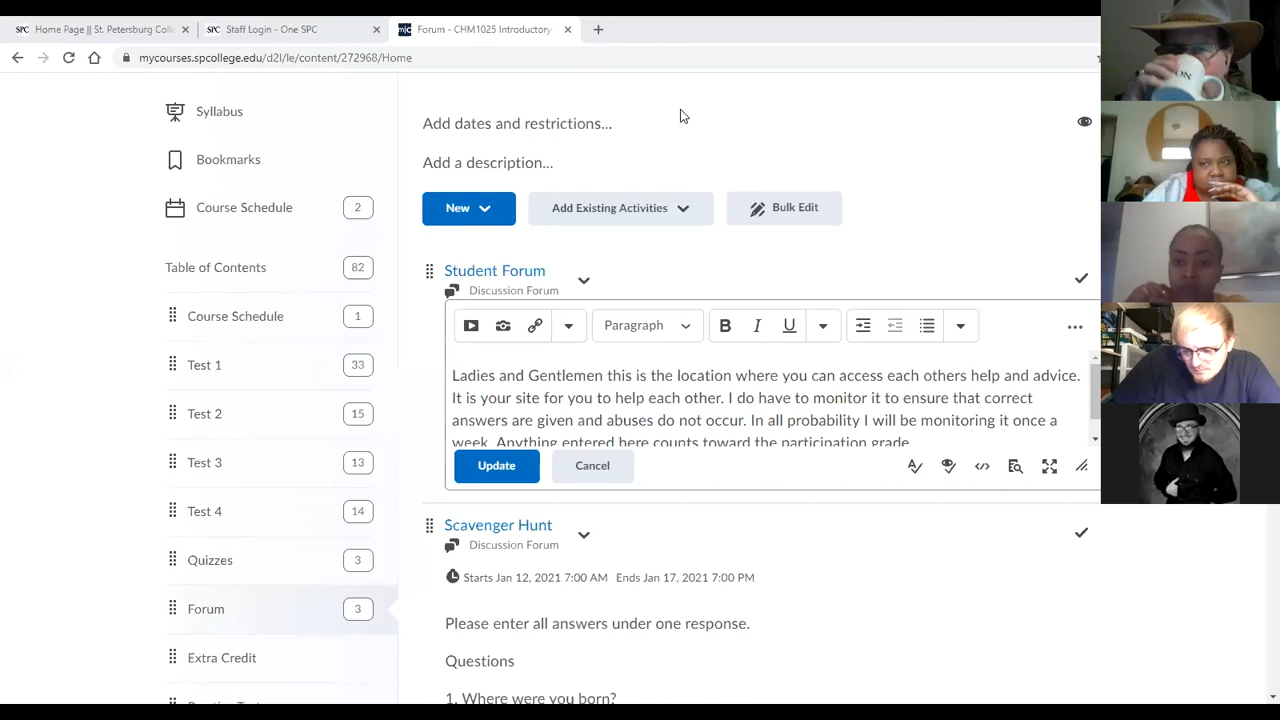 Home Page || St. Petersburg Coll
Staff Login - One SPC
Forum - CHM1025 Introductory
mycourses.spcollege.edu/d2l/le/content/272968/Home
Syllabus
Bookmarks
Course Schedule 2
Table of Contents 82
Course Schedule 1
Test 1 33
Test 2 15
Test 3 13
Test 4 14
Quizzes 3
Forum 3
Extra Credit
Add dates and restrictions...
Add a description...
New
Add Existing Activities
Bulk Edit
Student Forum
Discussion Forum
Paragraph
B I U
Ladies and Gentlemen this is the location where you can access each others help and advice.
It is your site for you to help each other. I do have to monitor it to ensure that correct
answers are given and abuses do not occur. In all probability I will be monitoring it once a
week. Anything entered here counts toward the participation grade.
Update
Cancel
Scavenger Hunt
Discussion Forum
Starts Jan 12, 2021 7:00 AM Ends Jan 17, 2021 7:00 PM
Please enter all answers under one response.
Questions
1. Where were you born?